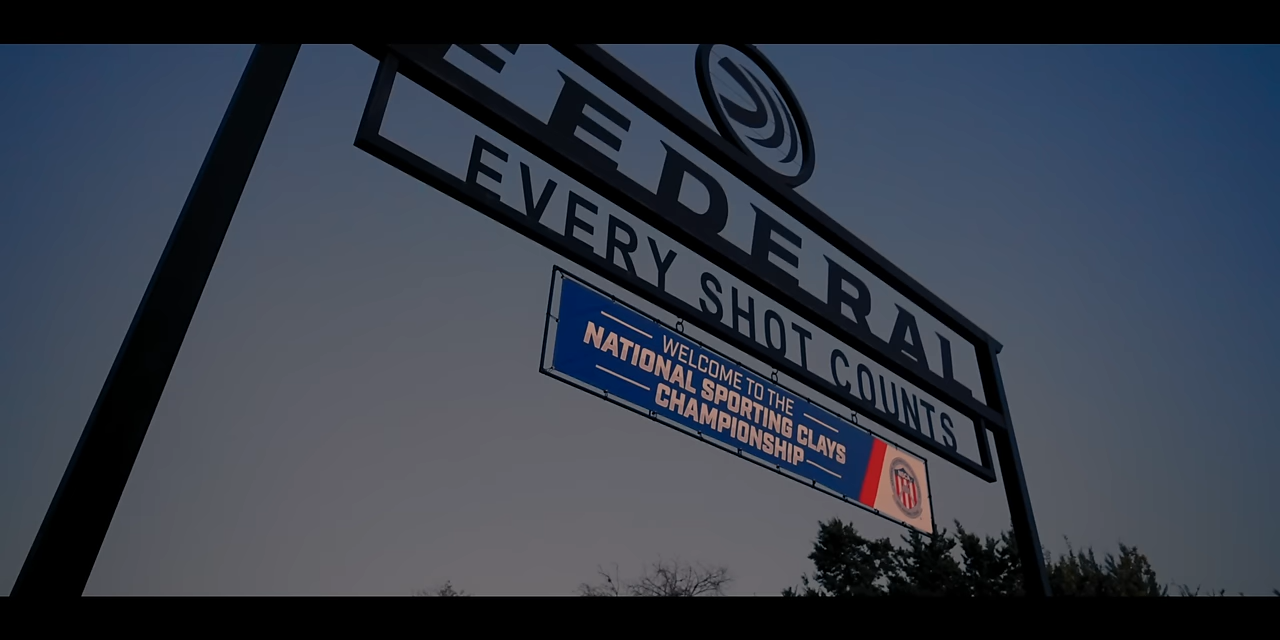 FEDERAL
EVERY SHOT COUNTS
WELCOME TO THE
NATIONAL SPORTING CLAYS
CHAMPIONSHIP